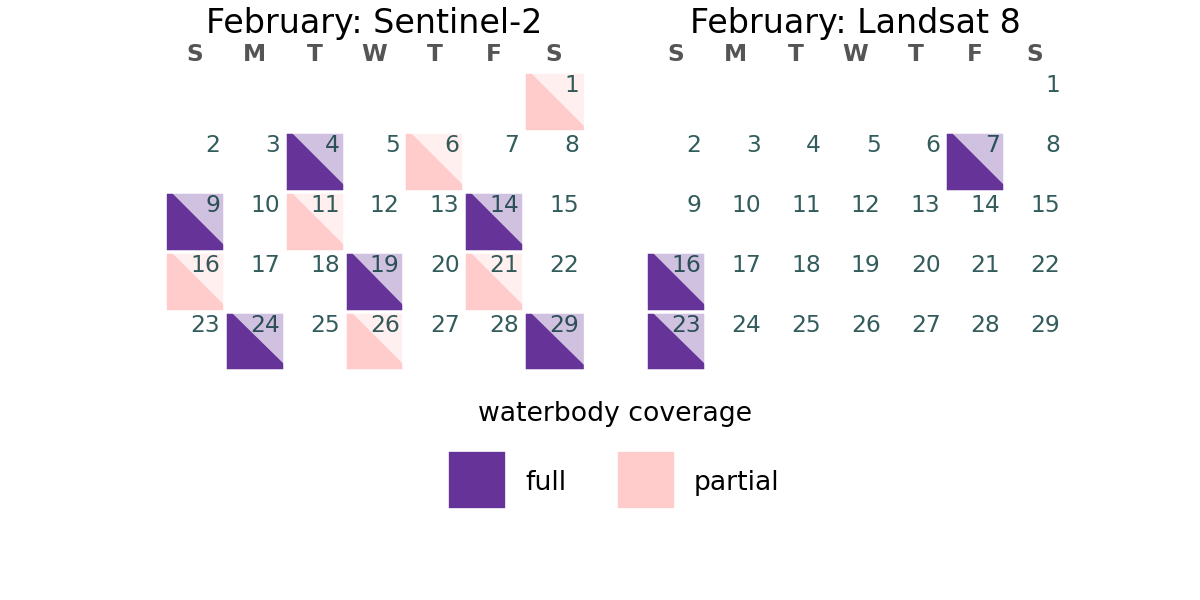 February: Sentinel-2
S M T W T F S
1
2 3 4 5 6 7 8
9 10 11 12 13 14 15
16 17 18 19 20 21 22
23 24 25 26 27 28 29
February: Landsat 8
S M T W T F S
1
2 3 4 5 6 7 8
9 10 11 12 13 14 15
16 17 18 19 20 21 22
23 24 25 26 27 28 29
waterbody coverage
full partial